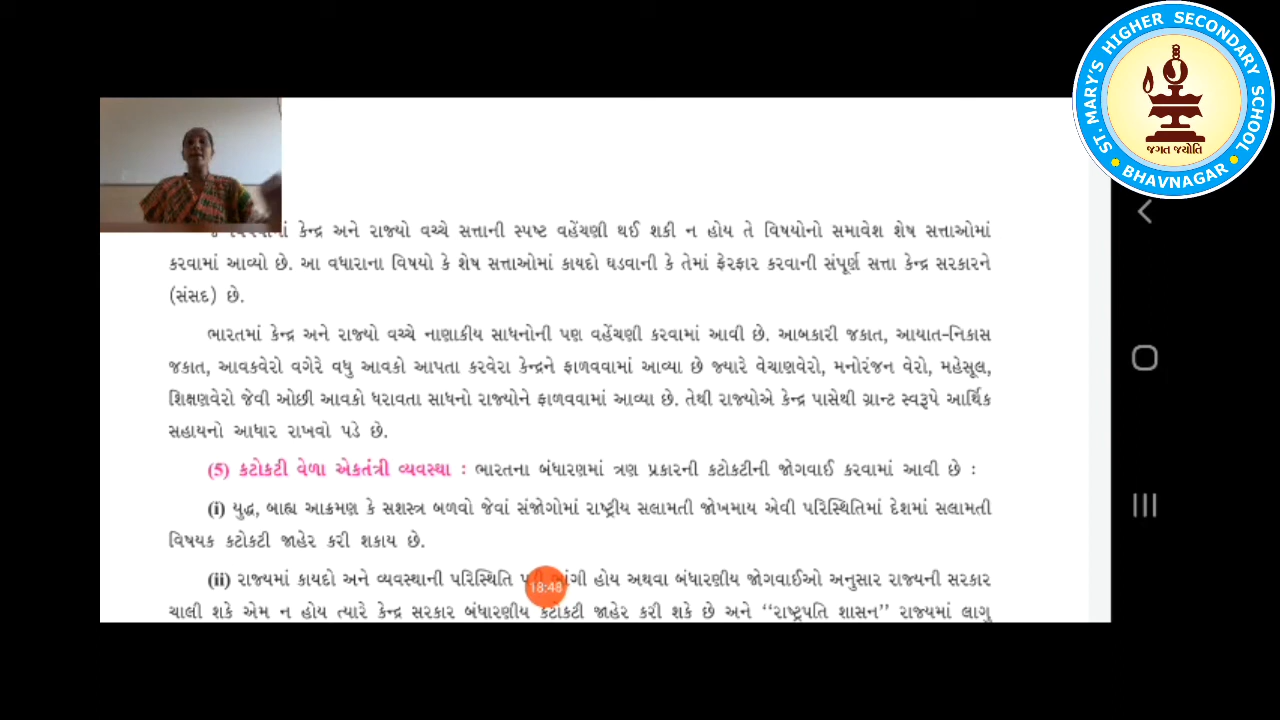 ST. MARY'S HIGHER SECONDARY SCHOOL
જગત જ્યોતિ
BHAVNAGAR
કેન્દ્ર અને રાજ્યો વચ્ચે સત્તાની સ્પષ્ટ વહેંચણી થઈ શકી ન હોય તે વિષયોનો સમાવેશ શેષ સત્તાઓમાં
કરવામાં આવ્યો છે. આ વધારાના વિષયો કે શેષ સત્તાઓમાં કાયદો ઘડવાની કે તેમાં ફેરફાર કરવાની સંપૂર્ણ સત્તા કેન્દ્ર સરકારને
(સંસદ) છે.
ભારતમાં કેન્દ્ર અને રાજ્યો વચ્ચે નાણાકીય સાધનોની પણ વહેંચણી કરવામાં આવી છે. આબકારી જકાત, આયાત-નિકાસ
જકાત, આવકવેરો વગેરે વધુ આવકો આપતા કરવેરા કેન્દ્રને ફાળવવામાં આવ્યા છે જ્યારે વેચાણવેરો, મનોરંજન વેરો, મહેસૂલ,
શિક્ષણવેરો જેવી ઓછી આવકો ધરાવતા સાધનો રાજ્યોને ફાળવવામાં આવ્યા છે. તેથી રાજ્યોએ કેન્દ્ર પાસેથી ગ્રાન્ટ સ્વરૂપે આર્થિક
સહાયનો આધાર રાખવો પડે છે.
(5) કટોકટી વેળા એકતંત્રી વ્યવસ્થા : ભારતના બંધારણમાં ત્રણ પ્રકારની કટોકટીની જોગવાઈ કરવામાં આવી છે :
(i) યુદ્ધ, બાહ્ય આક્રમણ કે સશસ્ત્ર બળવો જેવાં સંજોગોમાં રાષ્ટ્રીય સલામતી જોખમાય એવી પરિસ્થિતિમાં દેશમાં સલામતી
વિષયક કટોકટી જાહેર કરી શકાય છે.
(ii) રાજ્યમાં કાયદો અને વ્યવસ્થાની પરિસ્થિતિ હોય અથવા બંધારણીય જોગવાઈઓ અનુસાર રાજ્યની સરકાર
18:48
ચાલી શકે એમ ન હોય ત્યારે કેન્દ્ર સરકાર બંધારણીય કટોકટી જાહેર કરી શકે છે અને “રાષ્ટ્રપતિ શાસન” રાજ્યમાં લાગુ